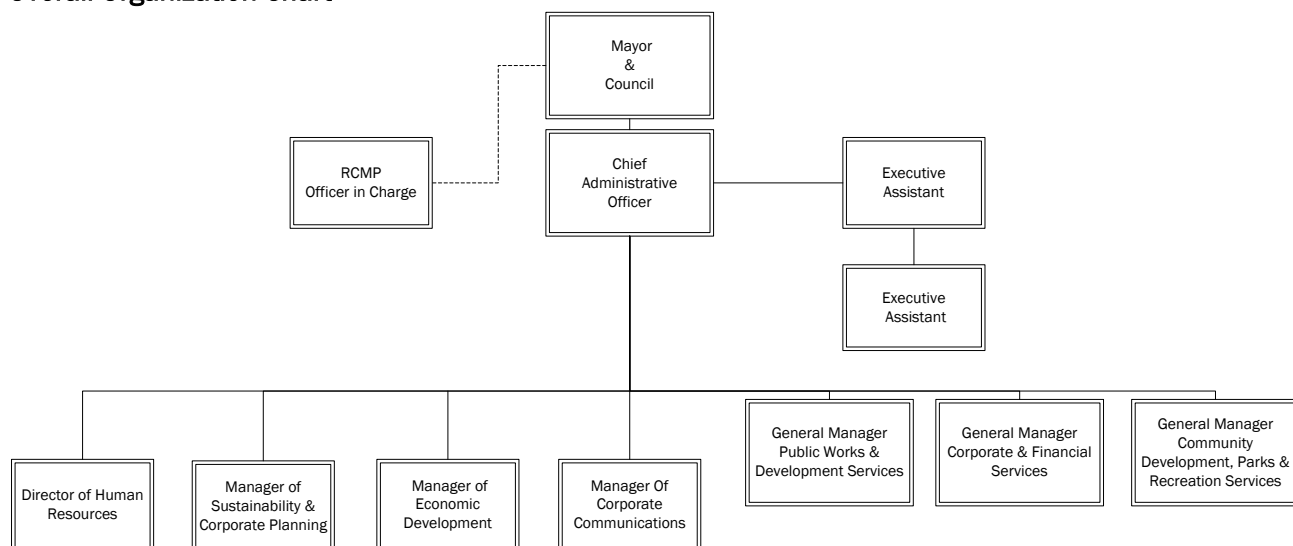 Overall Organization Chart
Mayor
&
Council
RCMP
Officer in Charge
Chief
Administrative
Officer
Executive
Assistant
Executive
Assistant
Director of Human
Resources
Manager of
Sustainability &
Corporate Planning
Manager of
Economic
Development
Manager Of
Corporate
Communications
General Manager
Public Works &
Development Services
General Manager
Corporate & Financial
Services
General Manager
Community
Development, Parks &
Recreation Services